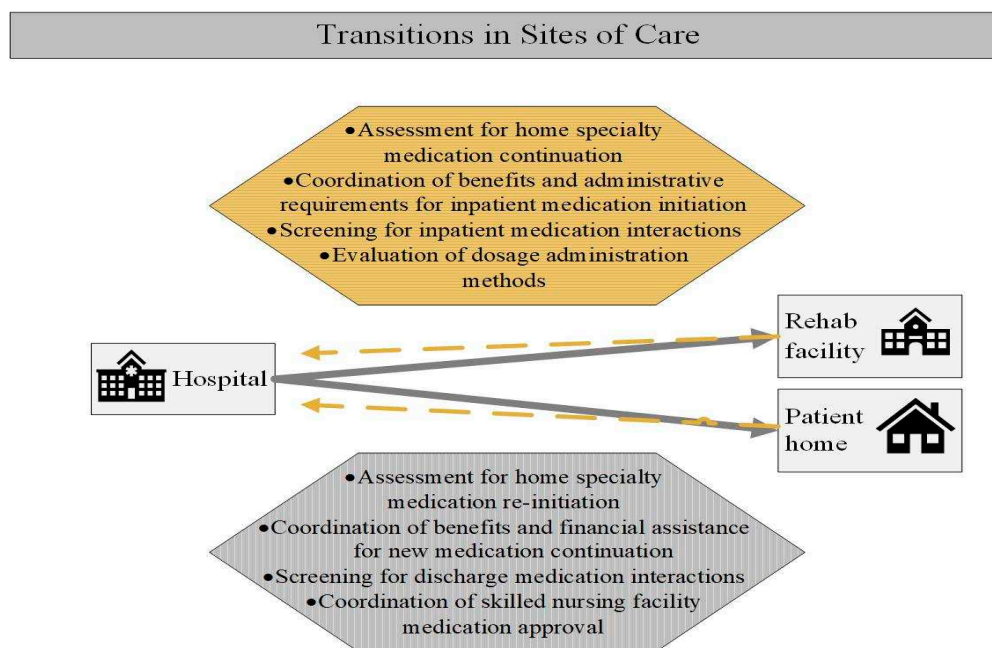 Transitions in Sites of Care
●Assessment for home specialty
medication continuation
●Coordination of benefits and administrative
requirements for inpatient medication initiation
●Screening for inpatient medication interactions
●Evaluation of dosage administration
methods
Hospital
Rehab
facility
Patient
home
●Assessment for home specialty
medication re-initiation
●Coordination of benefits and financial assistance
for new medication continuation
●Screening for discharge medication interactions
●Coordination of skilled nursing facility
medication approval